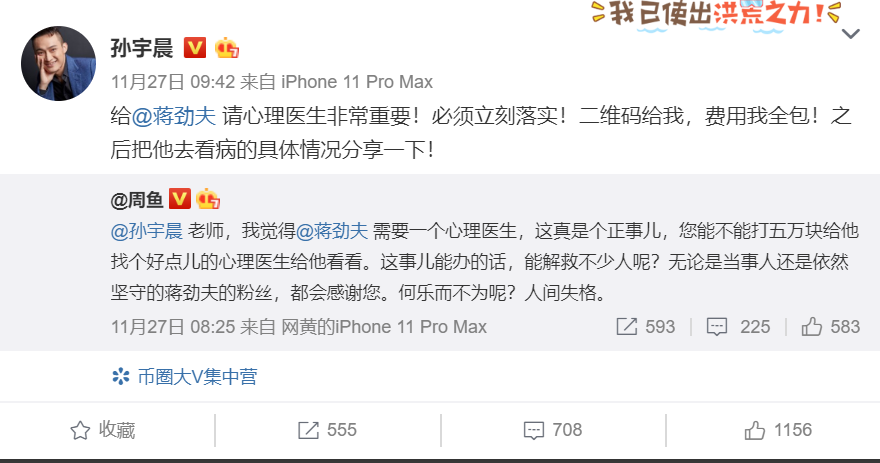 我已使出洪荒之力！
孙宇晨
11月27日 09:42 来自 iPhone 11 Pro Max
给@蒋劲夫 请心理医生非常重要！必须立刻落实！二维码给我，费用我全包！之
后把他去看病的具体情况分享一下！
@周鱼
@孙宇晨 老师，我觉得@蒋劲夫 需要一个心理医生，这真是个正事儿，您能不能打五万块给他
找个好点儿的心理医生给他看看。这事儿能办的话，能解救不少人呢？无论是当事人还是依然
坚守的蒋劲夫的粉丝，都会感谢您。何乐而不为呢？人间失格。
11月27日 08:25 来自 网黄的iPhone 11 Pro Max 593 225 583
币圈大V集中营
收藏 555 708 1156